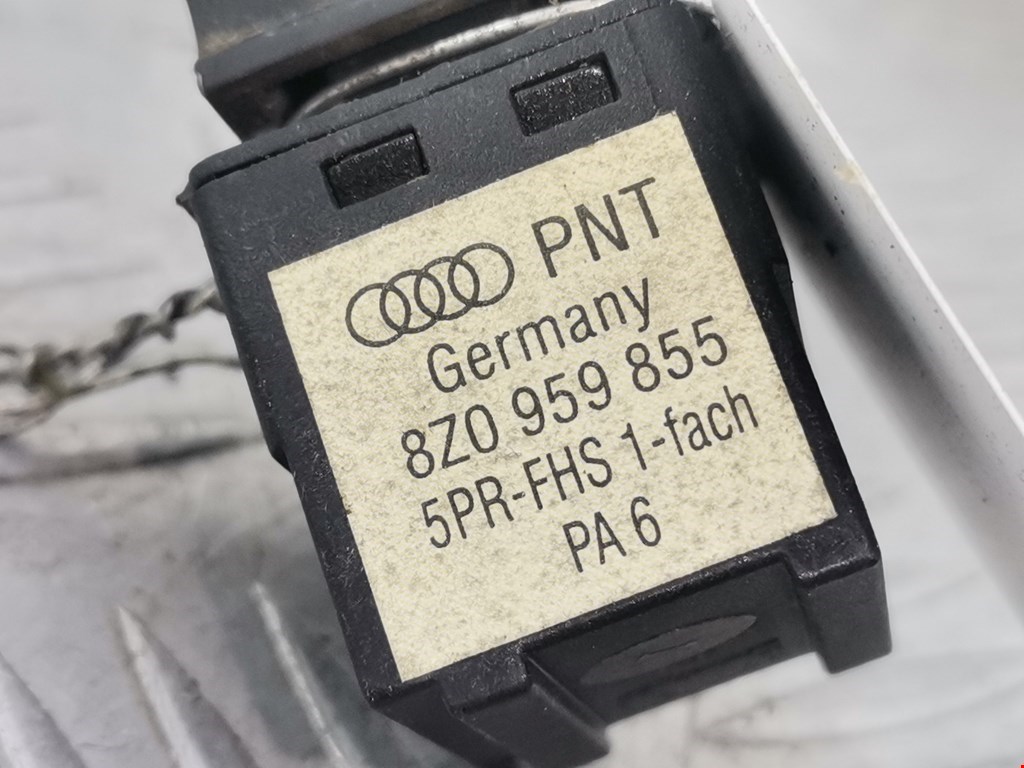 PNT
Germany
8Z0 959 855
5PR-FHS 1-fach
PA 6